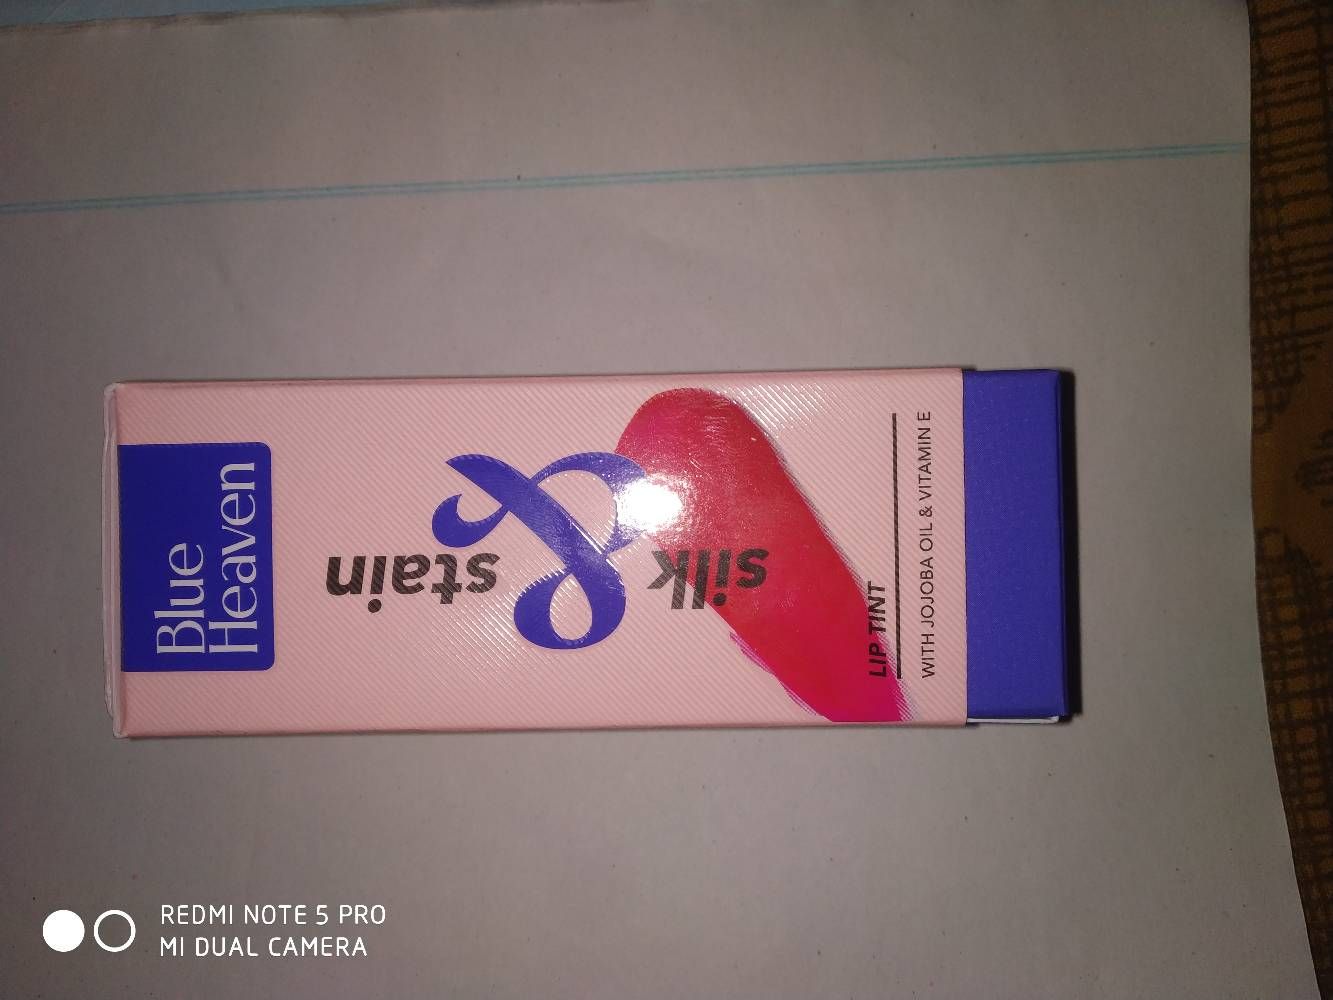 Blue
Heaven
silk
&
stain
LIP TINT
WITH JOJOBA OIL & VITAMIN E
REDMI NOTE 5 PRO
MI DUAL CAMERA